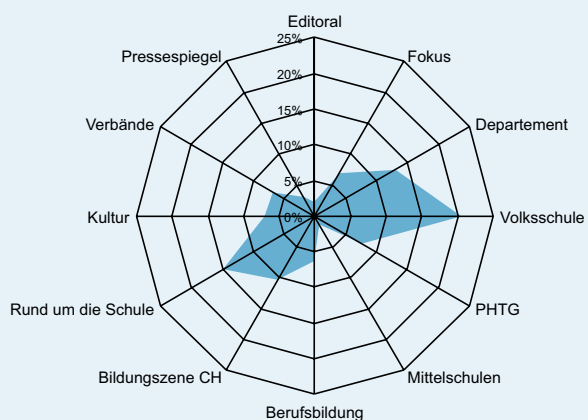 Editoral
Fokus
Departement
Volksschule
PHTG
Mittelschulen
Berufsbildung
Bildungszene CH
Rund um die Schule
Kultur
Verbände
Pressespiegel
25%
20%
15%
10%
5%
0%